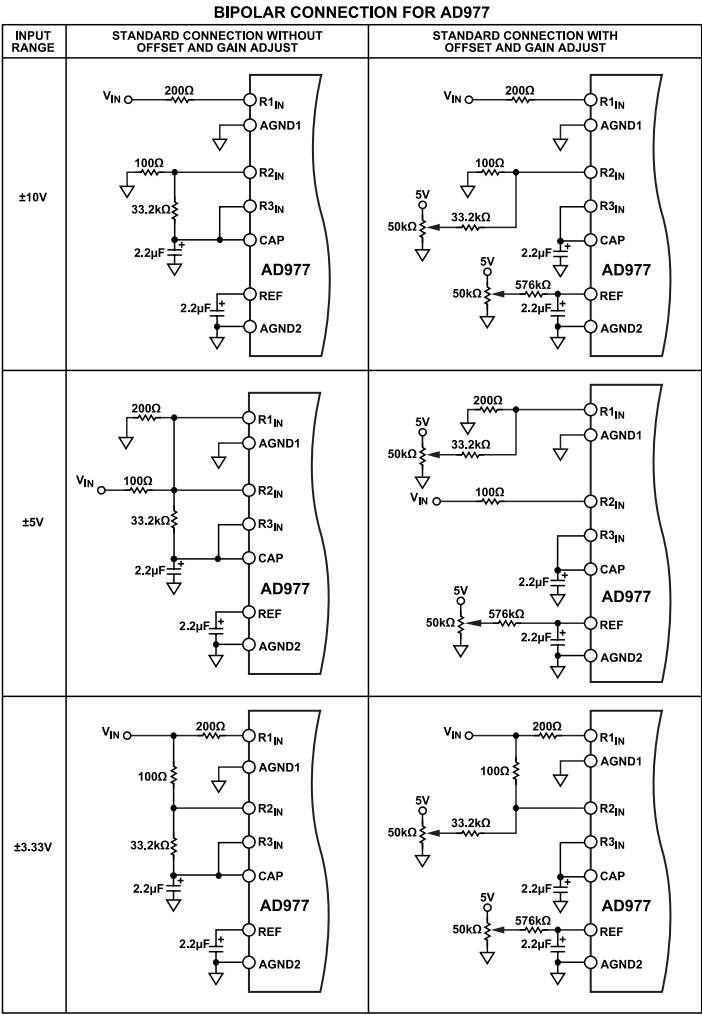 BIPOLAR CONNECTION FOR AD977
INPUT RANGE
STANDARD CONNECTION WITHOUT OFFSET AND GAIN ADJUST
STANDARD CONNECTION WITH OFFSET AND GAIN ADJUST
±10V
VIN
200Ω
R1IN
AGND1
100Ω
R2IN
33.2kΩ
R3IN
CAP
2.2µF
+
AD977
REF
2.2µF
+
AGND2
VIN
200Ω
R1IN
AGND1
100Ω
R2IN
5V
50kΩ
33.2kΩ
R3IN
CAP
2.2µF
+
AD977
5V
50kΩ
576kΩ
REF
2.2µF
+
AGND2
±5V
200Ω
R1IN
AGND1
VIN
100Ω
R2IN
33.2kΩ
R3IN
CAP
2.2µF
+
AD977
REF
2.2µF
+
AGND2
200Ω
R1IN
5V
50kΩ
33.2kΩ
AGND1
VIN
100Ω
R2IN
R3IN
CAP
2.2µF
+
AD977
5V
50kΩ
576kΩ
REF
2.2µF
+
AGND2
±3.33V
VIN
200Ω
R1IN
AGND1
100Ω
R2IN
33.2kΩ
R3IN
CAP
2.2µF
+
AD977
REF
2.2µF
+
AGND2
VIN
200Ω
R1IN
AGND1
100Ω
R2IN
5V
50kΩ
33.2kΩ
R3IN
CAP
2.2µF
+
AD977
5V
50kΩ
576kΩ
REF
2.2µF
+
AGND2